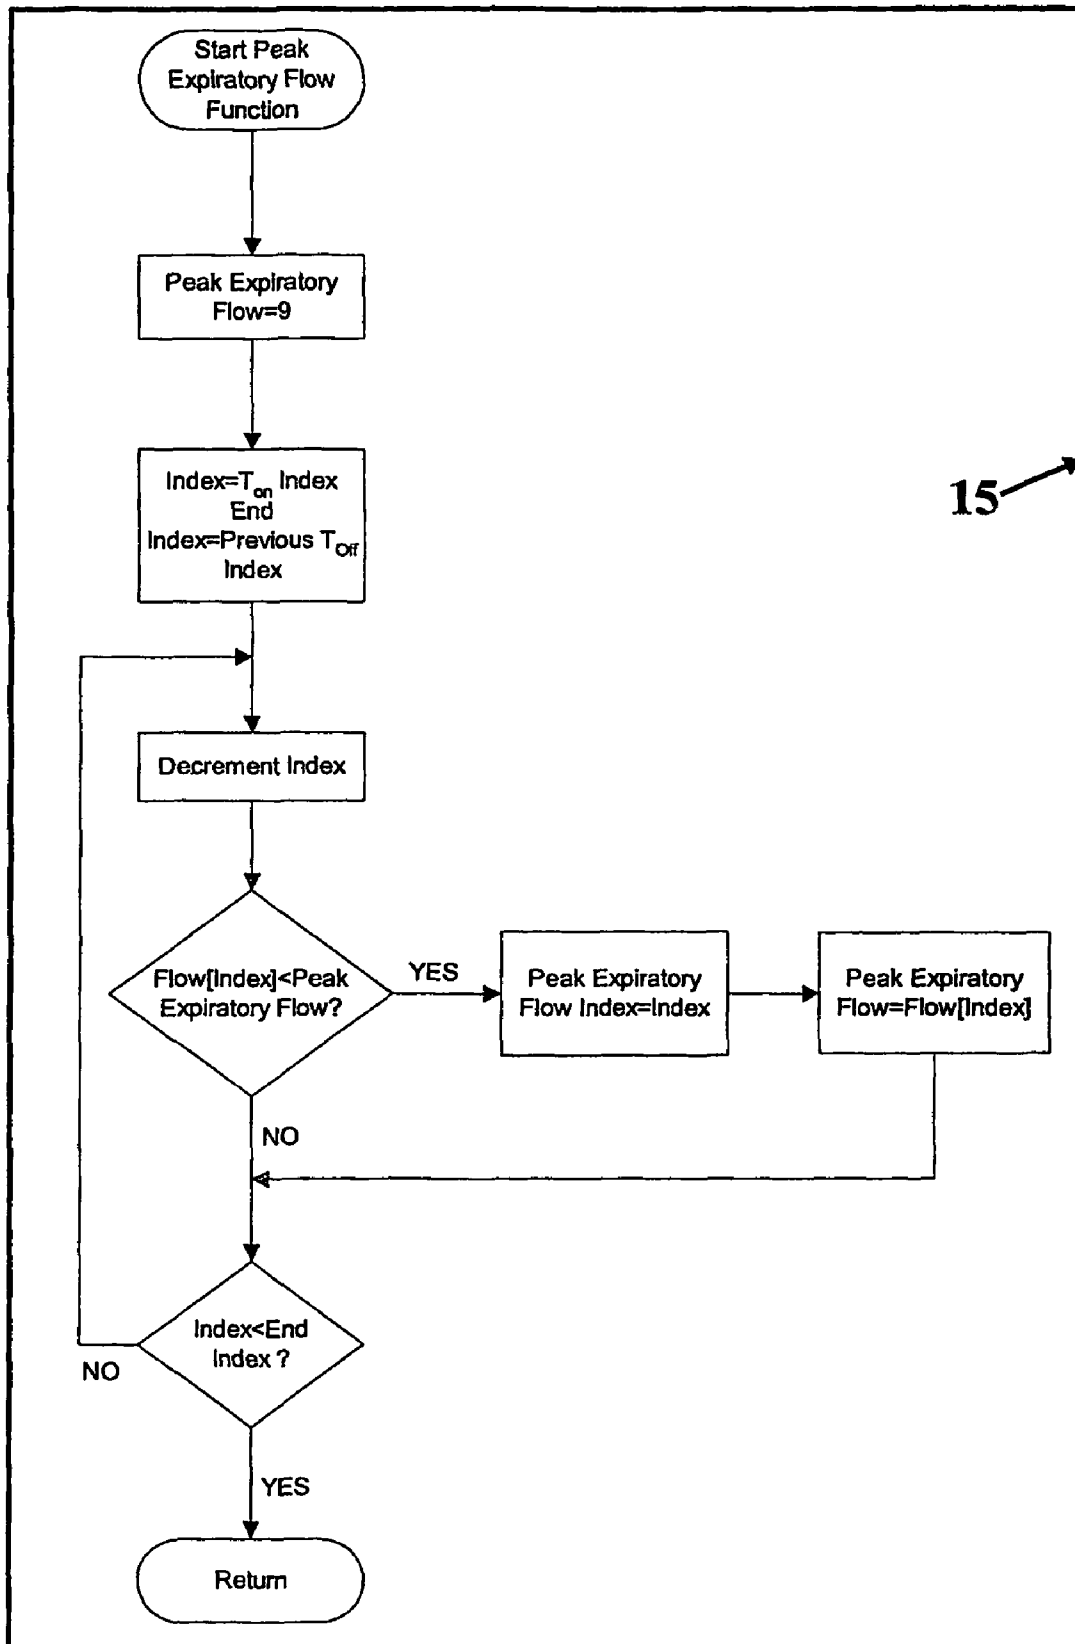 Start Peak
Expiratory Flow
Function
Peak Expiratory
Flow=9
Index=Ton Index
End
Index=Previous TOff
Index
15
Decrement Index
Flow[Index]<Peak
Expiratory Flow?
YES
Peak Expiratory
Flow Index=Index
Peak Expiratory
Flow=Flow[Index]
NO
Index<End
Index ?
NO
YES
Return